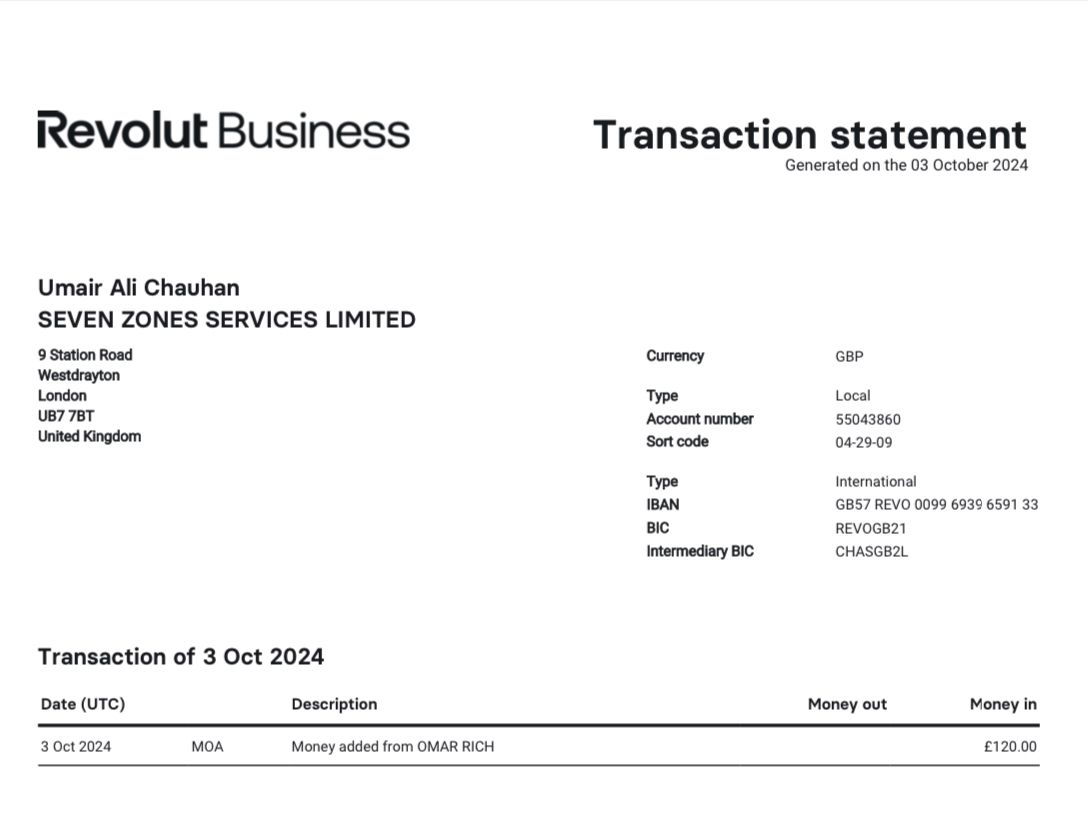 Revolut Business
Transaction statement
Generated on the 03 October 2024
Umair Ali Chauhan
SEVEN ZONES SERVICES LIMITED
9 Station Road
Westdrayton
London
UB7 7BT
United Kingdom
Currency GBP
Type Local
Account number 55043860
Sort code 04-29-09
Type International
IBAN GB57 REVO 0099 6939 6591 33
BIC REVOGB21
Intermediary BIC CHASGB2L
Transaction of 3 Oct 2024
Date (UTC) Description Money out Money in
3 Oct 2024 MOA Money added from OMAR RICH £120.00